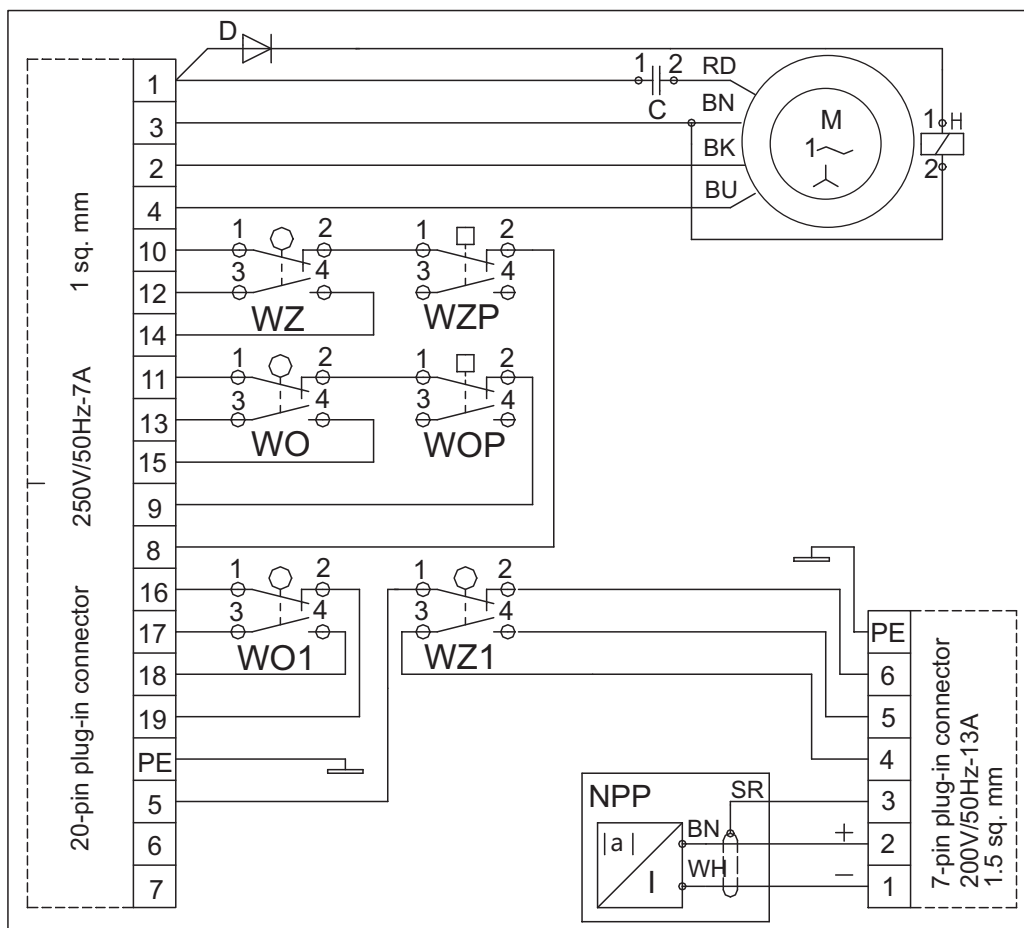 D
1 1 2 RD
C
3 BN
M
1
1 H
2
2 BK
4 BU
10 1 2 1 2
12 3 4 3 4
WZ WZP
14
11 1 2 1 2
13 3 4 3 4
WO WOP
15
9
8
16 1 2 1 2
17 3 4 3 4
WO1 WZ1
18
19
PE
5
6
7
20-pin plug-in connector 250V/50Hz-7A 1 sq. mm
PE
6
5
4
3
2
1
NPP
SR
BN
WH
|a|
I
+
−
7-pin plug-in connector
200V/50Hz-13A
1.5 sq. mm